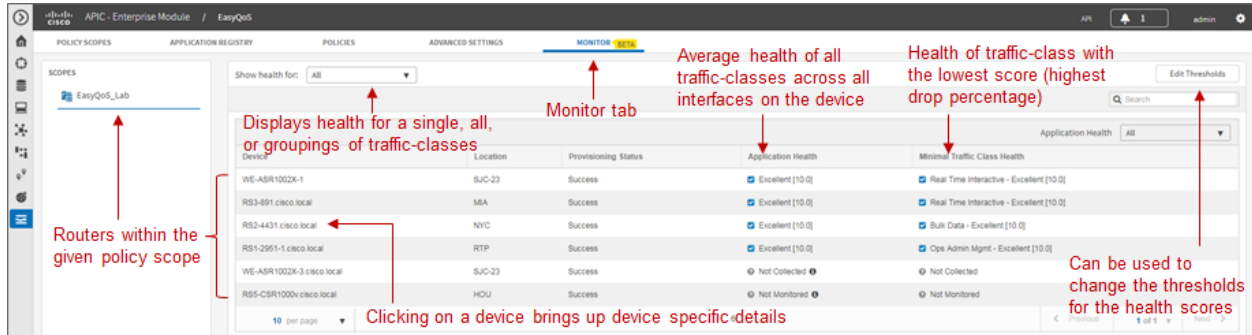 CISCO APIC - Enterprise Module / EasyQoS API 1 admin
POLICY SCOPES APPLICATION REGISTRY POLICIES ADVANCED SETTINGS MONITOR BETA
SCOPES
EasyQoS_Lab
Show health for: All
Edit Thresholds
Search
Monitor tab
Average health of all
traffic-classes across all
interfaces on the device
Health of traffic-class with
the lowest score (highest
drop percentage)
Displays health for a single, all,
or groupings of traffic-classes
Application Health All
Device Location Provisioning Status Application Health Minimal Traffic Class Health
WE-ASR1002X-1 SJC-23 Success Excellent [10.0] Real Time Interactive - Excellent [10.0]
RS3-891.cisco.local MIA Success Excellent [10.0] Real Time Interactive - Excellent [10.0]
RS2-4431.cisco.local NYC Success Excellent [10.0] Bulk Data - Excellent [10.0]
RS1-2951-1.cisco.local RTP Success Excellent [10.0] Ops Admin Mgmt - Excellent [10.0]
WE-ASR1002X-3.cisco.local SJC-23 Success Not Collected Not Collected
RS5-CSR1000v.cisco.local HOU Success Not Monitored Not Monitored
Routers within the
given policy scope
Can be used to
change the thresholds
for the health scores
10 per page
Clicking on a device brings up device specific details
Previous 1 of 1 Next